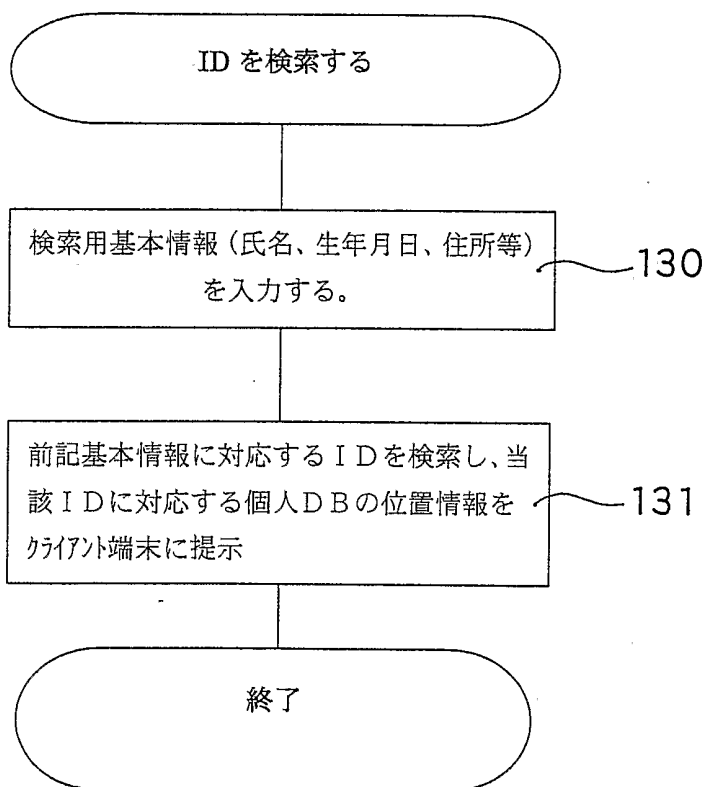 ID を検索する
検索用基本情報（氏名、生年月日、住所等）
を入力する。
130
前記基本情報に対応するＩＤを検索し、当
該ＩＤに対応する個人ＤＢの位置情報を
ｸﾗｲｱﾝﾄ端末に提示
131
終了